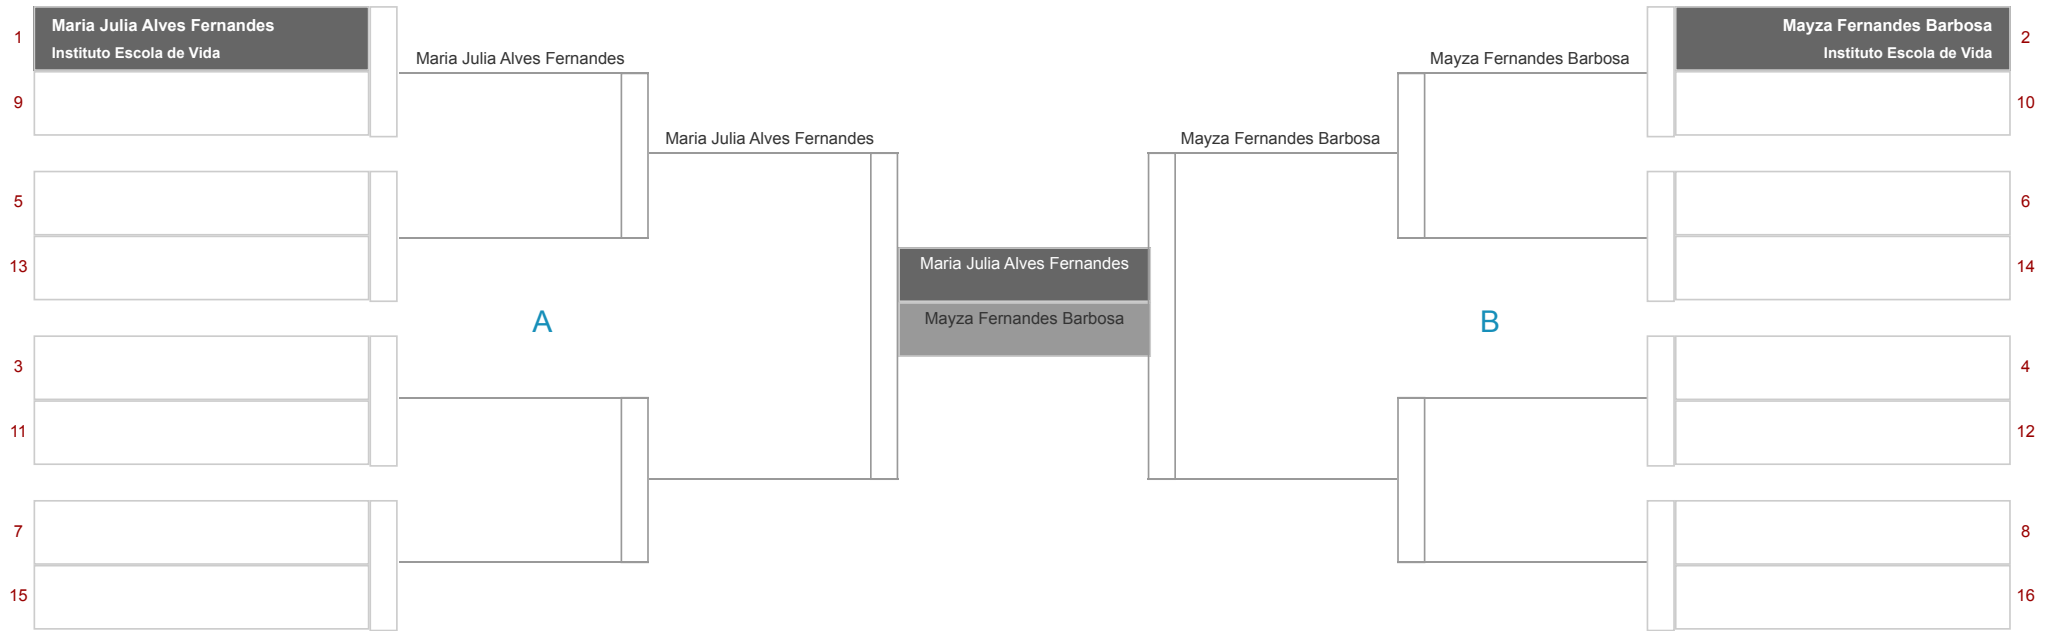 1
Maria Julia Alves Fernandes
Instituto Escola de Vida
9
5
13
3
11
7
15
Maria Julia Alves Fernandes
Maria Julia Alves Fernandes
A
Maria Julia Alves Fernandes
Mayza Fernandes Barbosa
Mayza Fernandes Barbosa
Mayza Fernandes Barbosa
B
Mayza Fernandes Barbosa
Instituto Escola de Vida
2
10
6
14
4
12
8
16